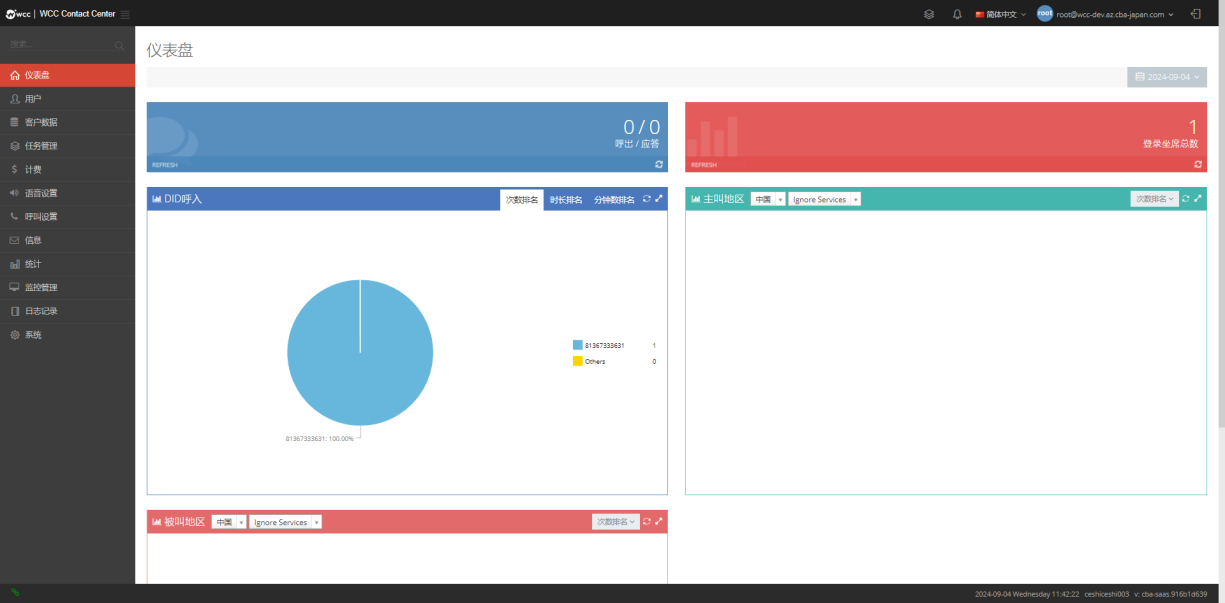 wcc | WCC Contact Center
简体中文
root
root@wcc-dev.az.cba-japan.com
搜索...
仪表盘
用户
客户数据
任务管理
计费
语音设置
呼叫设置
信息
统计
监控管理
日志记录
系统
仪表盘
2024-09-04
0 / 0
呼出 / 应答
REFRESH
1
登录坐席总数
REFRESH
DID呼入
次数排名
时长排名
分钟数排名
81367333631 1
Others 0
81367333631: 100.00%
主叫地区
中国
Ignore Services
次数排名
被叫地区
中国
Ignore Services
次数排名
2024-09-04 Wednesday 11:42:22 ceshiceshi003 v: cba-saas.916b1d639